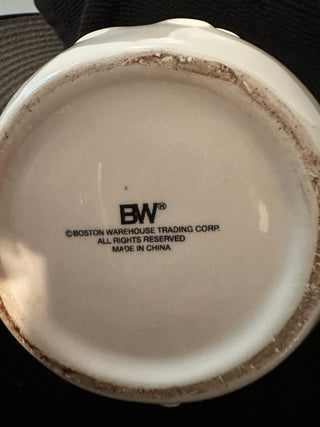 BW®
©BOSTON WAREHOUSE TRADING CORP.
ALL RIGHTS RESERVED
MADE IN CHINA